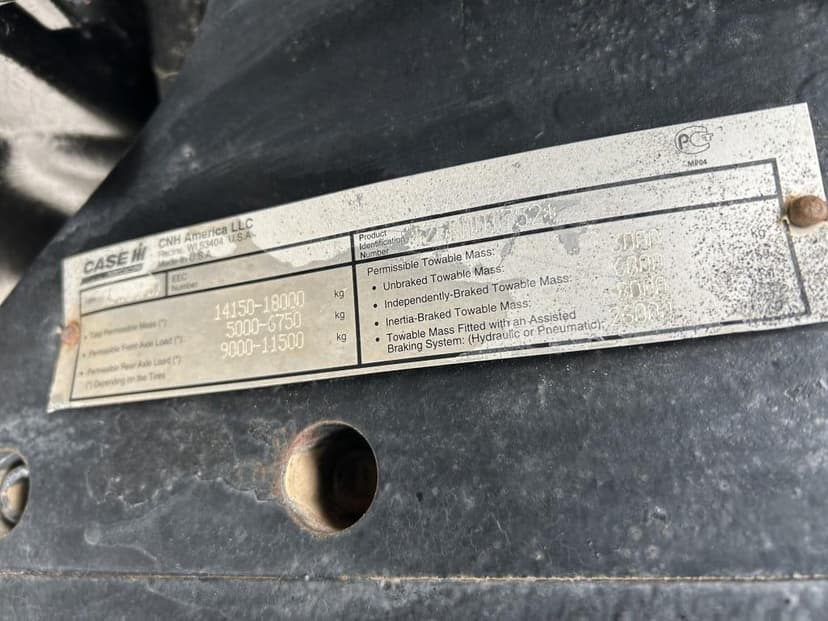 CASE IH
CNH America LLC
Racine, WI 53404 U.S.A.
Made in U.S.A.
EEC
Number
Product
Identification
Number
MP04
• Total Permissible Mass (*): 14150-18000 kg
• Permissible Front Axle Load (*): 5000-6750 kg
• Permissible Rear Axle Load (*): 9000-11500 kg
(*) Depending on the Tires
Permissible Towable Mass:
• Unbraked Towable Mass:
• Independently-Braked Towable Mass:
• Inertia-Braked Towable Mass:
• Towable Mass Fitted with an Assisted
Braking System: (Hydraulic or Pneumatic):